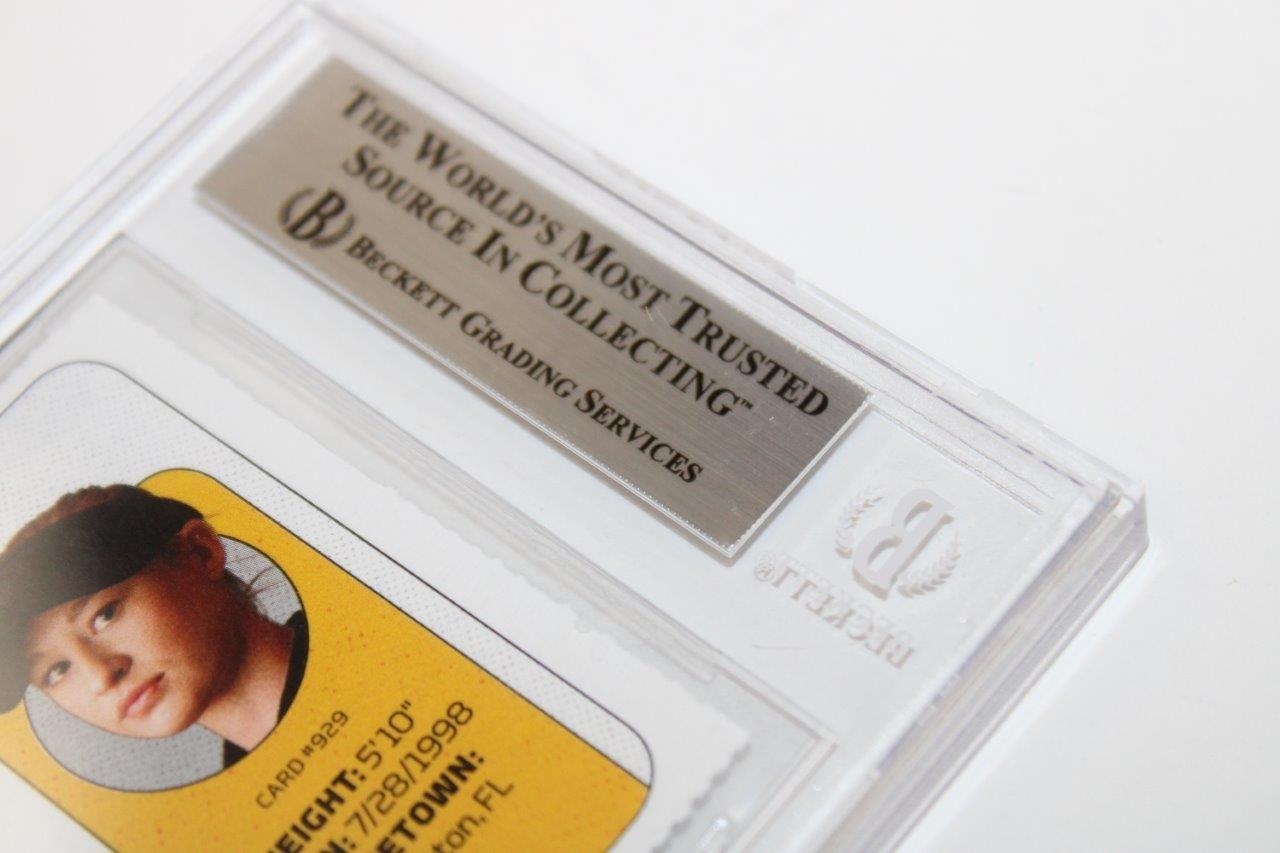 THE WORLD'S MOST TRUSTED
SOURCE IN COLLECTING™
B BECKETT GRADING SERVICES
B
BECKETT®
CARD #929
EIGHT: 5'10"
N: 7/28/1998
ETOWN:
ton, FL